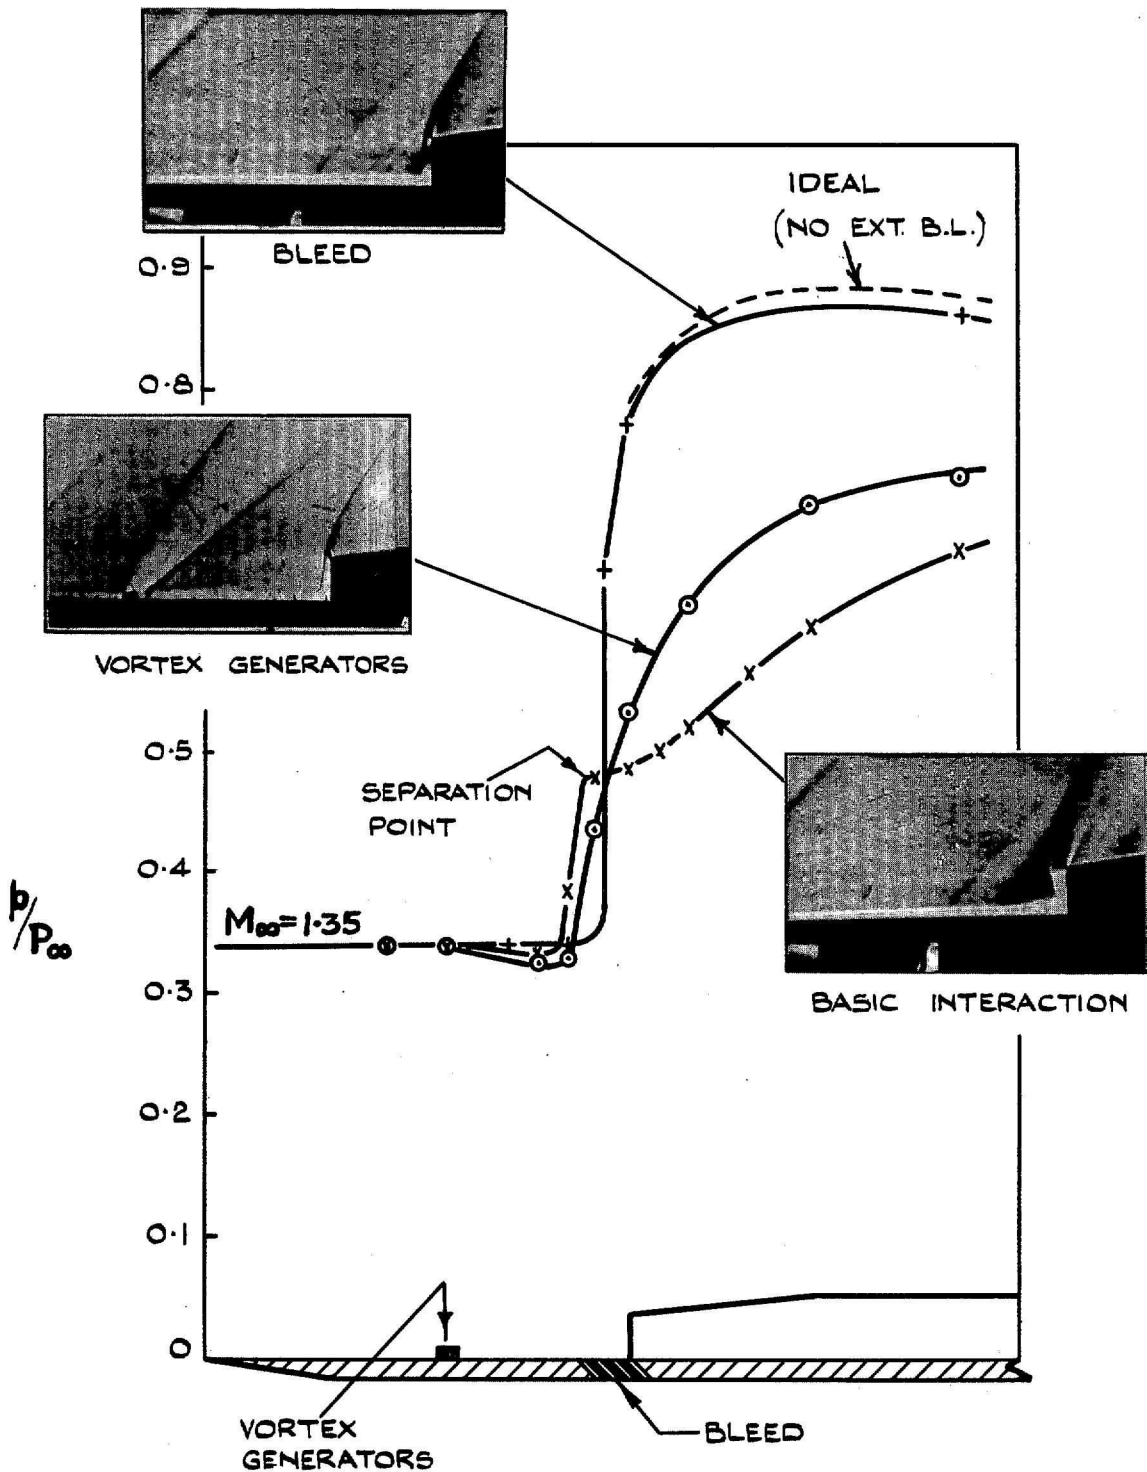 BLEED
IDEAL
(NO EXT. B.L.)
0.9
0.8
VORTEX GENERATORS
0.5
SEPARATION
POINT
0.4
p/P∞
M∞=1.35
0.3
BASIC INTERACTION
0.2
0.1
0
VORTEX
GENERATORS
BLEED